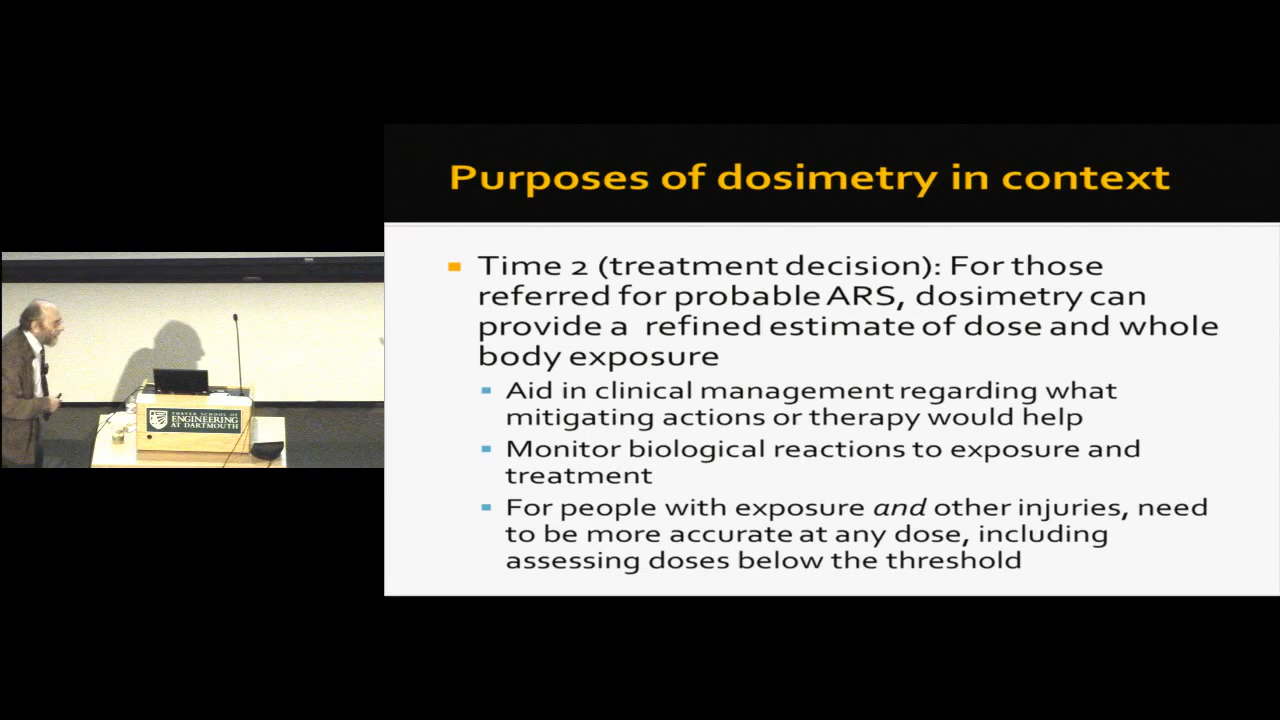 Purposes of dosimetry in context
Time 2 (treatment decision): For those
referred for probable ARS, dosimetry can
provide a refined estimate of dose and whole
body exposure
Aid in clinical management regarding what
mitigating actions or therapy would help
Monitor biological reactions to exposure and
treatment
For people with exposure and other injuries, need
to be more accurate at any dose, including
assessing doses below the threshold
THAYER SCHOOL OF
ENGINEERING
AT DARTMOUTH